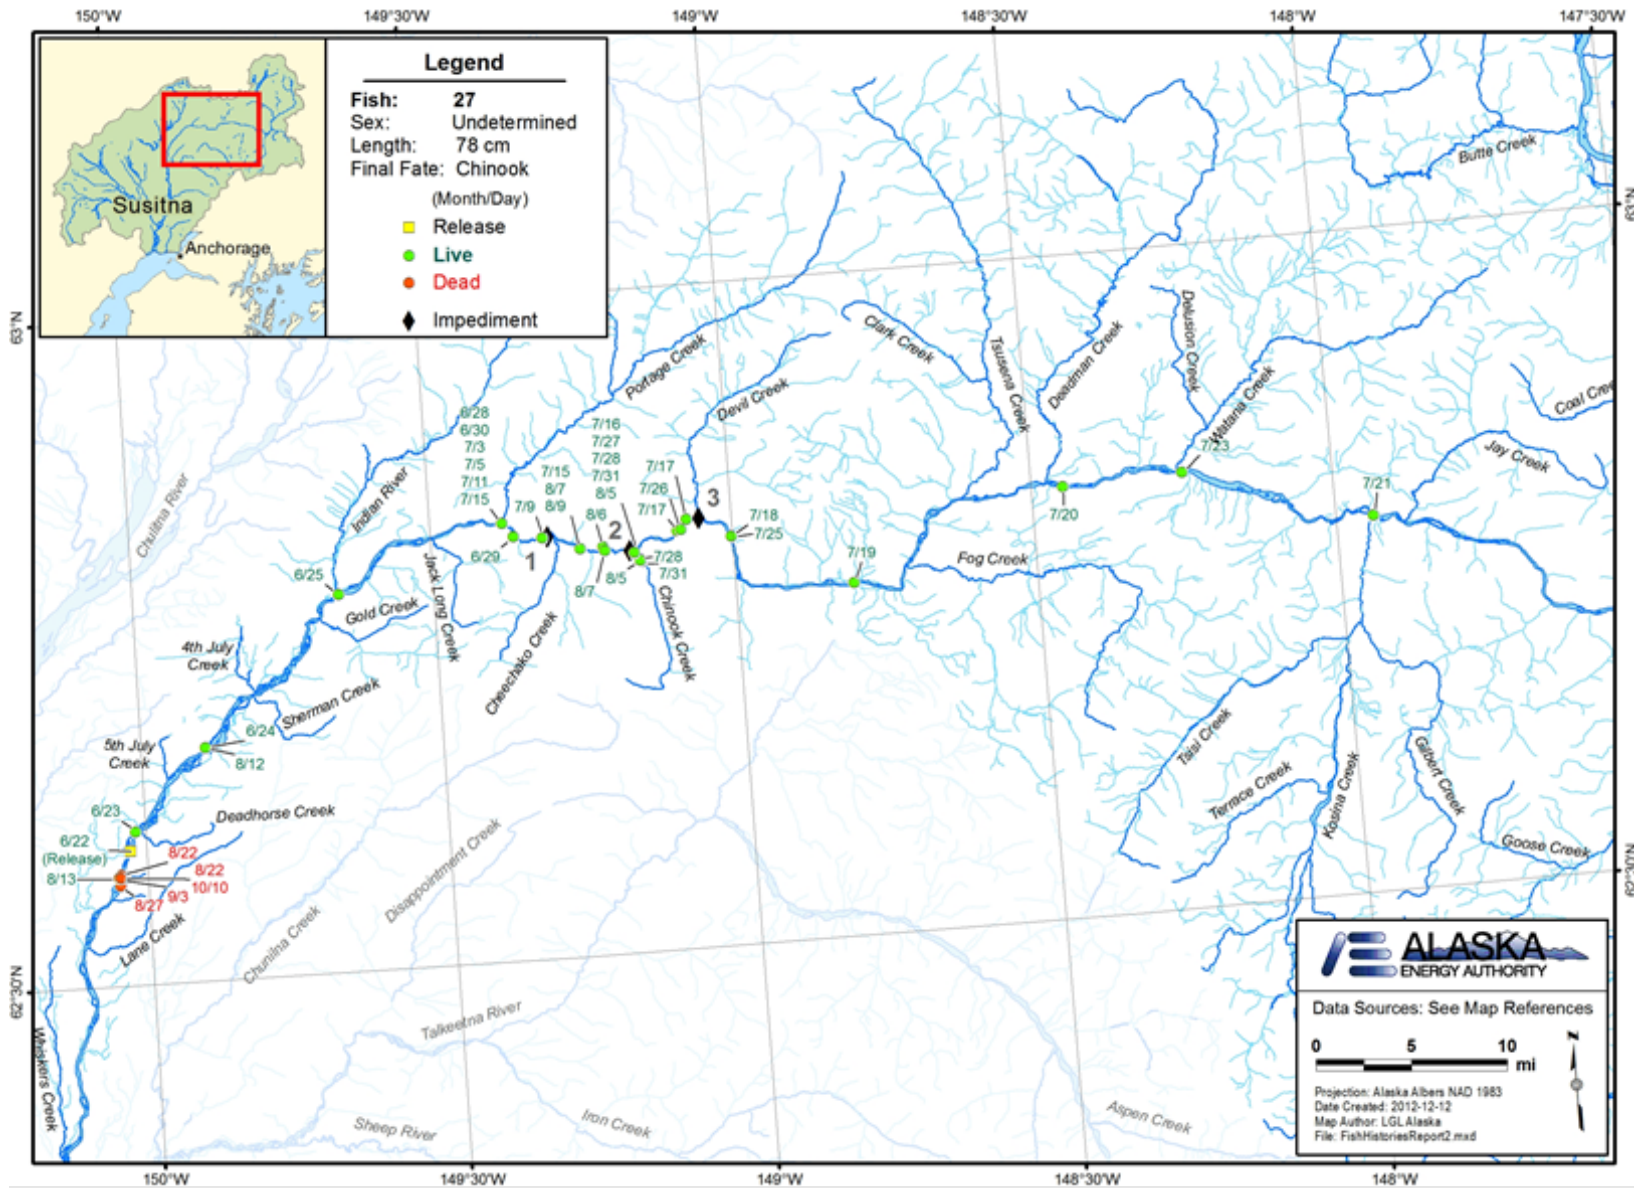 150°W
149°30'W
149°W
148°30'W
148°W
147°30'W
Legend
Fish: 27
Sex: Undetermined
Length: 78 cm
Final Fate: Chinook
(Month/Day)
Release
Live
Dead
Impediment
Susitna
Anchorage
63°N
63°N
Butte Creek
Portage Creek
Devil Creek
Clark Creek
Tsusena Creek
Deadman Creek
Delusion Creek
Watana Creek
Coal Cree
Jay Creek
Chulitna River
Indian River
6/28
6/30
7/3
7/5
7/11
7/15
7/16
7/27
7/28
7/31
8/5
7/15
8/7
8/9
7/9
8/6
7/17
7/26
7/17
3
2
1
7/18
7/25
7/19
7/20
7/23
7/21
6/29
8/7
8/5
7/28
7/31
6/25
Fog Creek
Gold Creek
Jack Long Creek
Cheechako Creek
Chinook Creek
4th July
Creek
Sherman Creek
6/24
8/12
5th July
Creek
Deadhorse Creek
6/23
6/22
(Release)
8/13
8/22
8/22
10/10
9/3
8/27
Lane Creek
Chunilna Creek
Disappointment Creek
Tsisi Creek
Terrace Creek
Kosina Creek
Gilbert Creek
Goose Creek
62°30'N
62°30'N
Whiskers Creek
Talkeetna River
Sheep River
Iron Creek
Aspen Creek
ALASKA
ENERGY AUTHORITY
Data Sources: See Map References
0 5 10
mi
N
Projection: Alaska Albers NAD 1983
Date Created: 2012-12-12
Map Author: LGL Alaska
File: FishHistoriesReport2.mxd
150°W
149°30'W
149°W
148°30'W
148°W